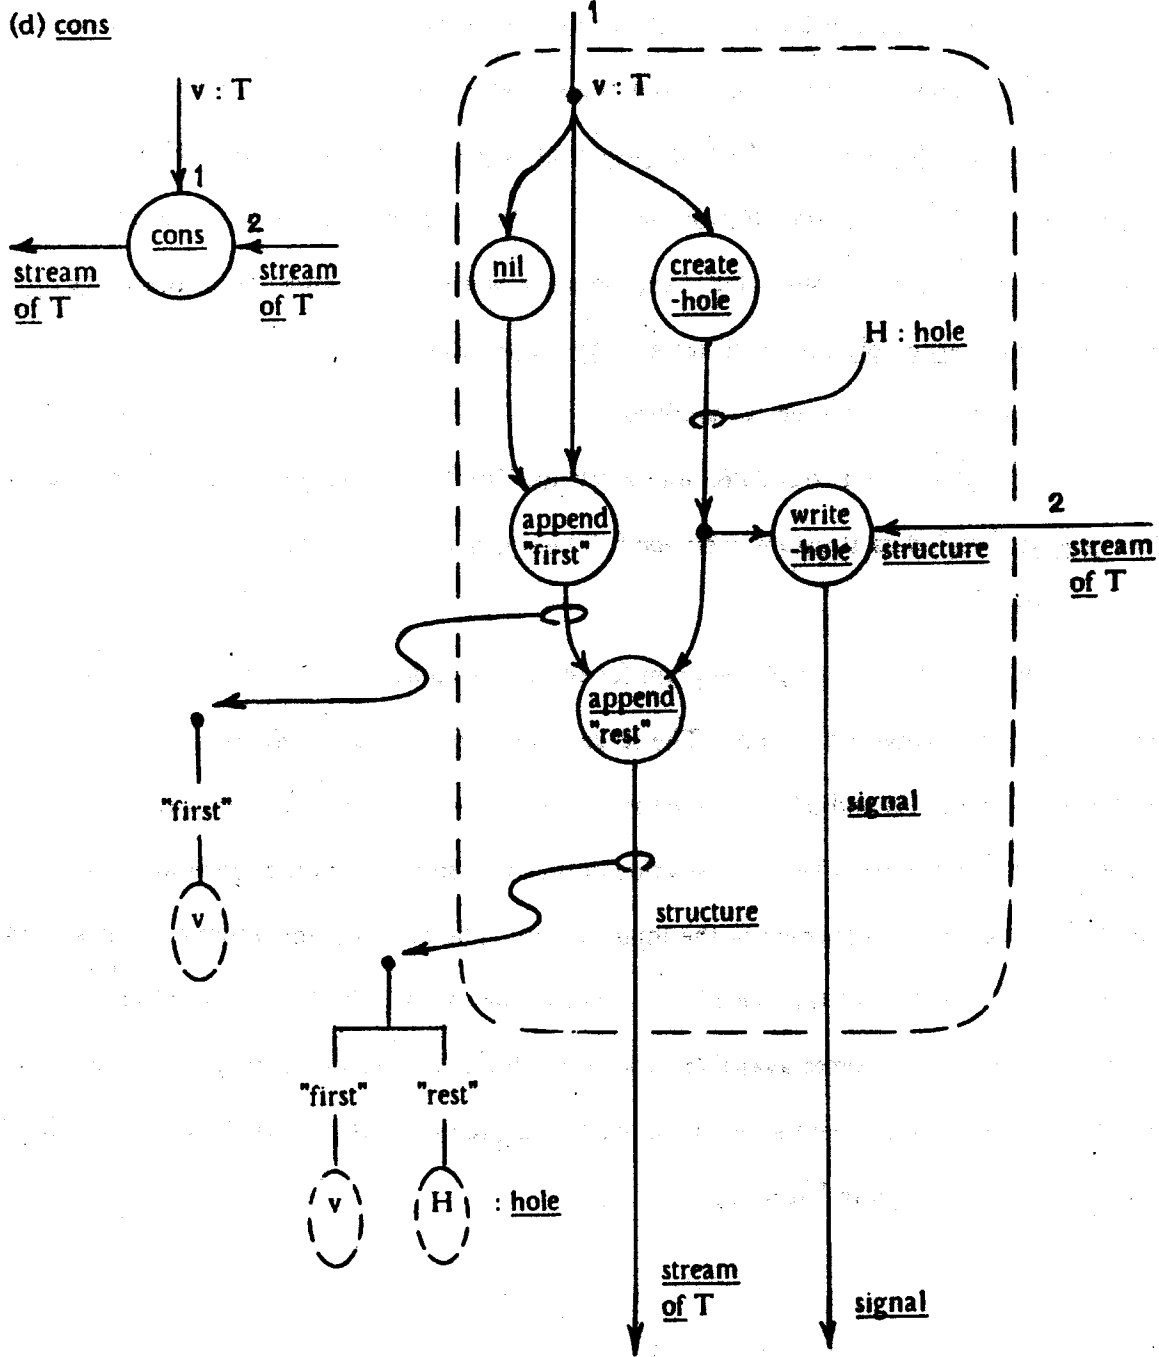 (d) cons
1
v : T
v : T
1
cons
2
stream
of T
stream
of T
nil
create
-hole
H : hole
append
"first"
write
-hole
structure
2
stream
of T
append
"rest"
"first"
v
signal
structure
"first"
"rest"
v
H
: hole
stream
of T
signal